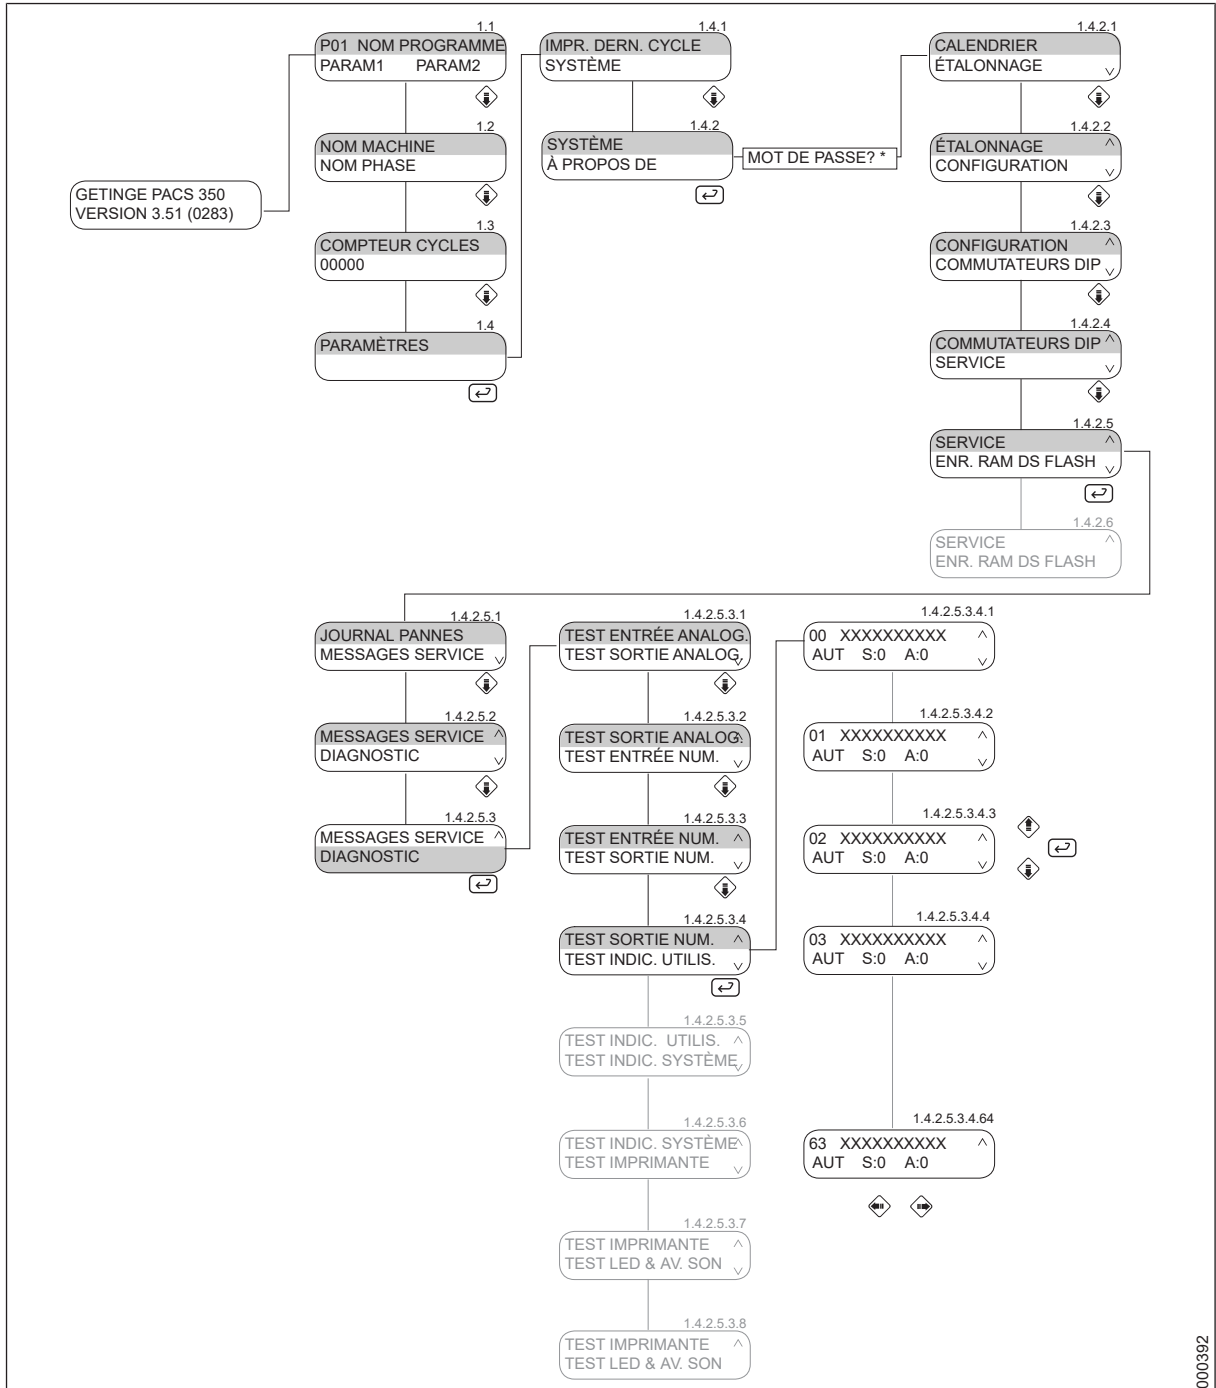 GETINGE PACS 350
VERSION 3.51 (0283)
1.1
P01 NOM PROGRAMME
PARAM1 PARAM2
1.2
NOM MACHINE
NOM PHASE
1.3
COMPTEUR CYCLES
00000
1.4
PARAMÈTRES
1.4.1
IMPR. DERN. CYCLE
SYSTÈME
1.4.2
SYSTÈME
À PROPOS DE
MOT DE PASSE? *
1.4.2.1
CALENDRIER
ÉTALONNAGE
1.4.2.2
ÉTALONNAGE
CONFIGURATION
1.4.2.3
CONFIGURATION
COMMUTATEURS DIP
1.4.2.4
COMMUTATEURS DIP
SERVICE
1.4.2.5
SERVICE
ENR. RAM DS FLASH
1.4.2.6
SERVICE
ENR. RAM DS FLASH
1.4.2.5.1
JOURNAL PANNES
MESSAGES SERVICE
1.4.2.5.2
MESSAGES SERVICE
DIAGNOSTIC
1.4.2.5.3
MESSAGES SERVICE
DIAGNOSTIC
1.4.2.5.3.1
TEST ENTRÉE ANALOG.
TEST SORTIE ANALOG.
1.4.2.5.3.2
TEST SORTIE ANALOG.
TEST ENTRÉE NUM.
1.4.2.5.3.3
TEST ENTRÉE NUM.
TEST SORTIE NUM.
1.4.2.5.3.4
TEST SORTIE NUM.
TEST INDIC. UTILIS.
1.4.2.5.3.5
TEST INDIC. UTILIS.
TEST INDIC. SYSTÈME
1.4.2.5.3.6
TEST INDIC. SYSTÈME
TEST IMPRIMANTE
1.4.2.5.3.7
TEST IMPRIMANTE
TEST LED & AV. SON
1.4.2.5.3.8
TEST IMPRIMANTE
TEST LED & AV. SON
1.4.2.5.3.4.1
00 XXXXXXXXXX
AUT S:0 A:0
1.4.2.5.3.4.2
01 XXXXXXXXXX
AUT S:0 A:0
1.4.2.5.3.4.3
02 XXXXXXXXXX
AUT S:0 A:0
1.4.2.5.3.4.4
03 XXXXXXXXXX
AUT S:0 A:0
1.4.2.5.3.4.64
63 XXXXXXXXXX
AUT S:0 A:0
000392